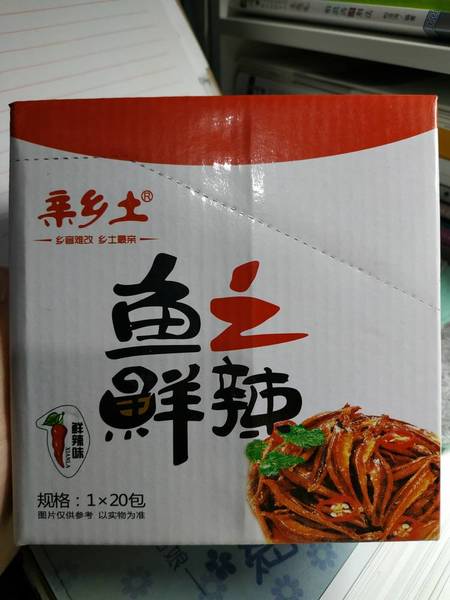 亲乡土®
乡音难改 乡土最亲
鱼之
鲜辣
鲜辣味
XIANLA
规格：1×20包
图片仅供参考 以实物为准